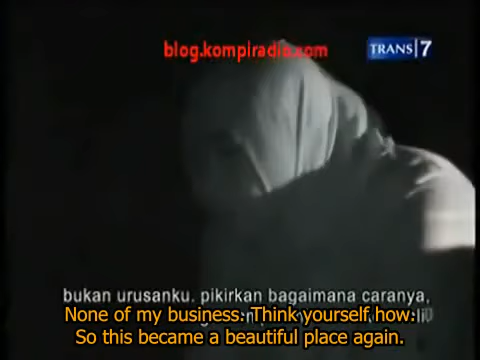 blog.kompiradio.com
TRANS|7
bukan urusanku. pikirkan bagaimana caranya,
None of my business. Think yourself how.
So this became a beautiful place again.